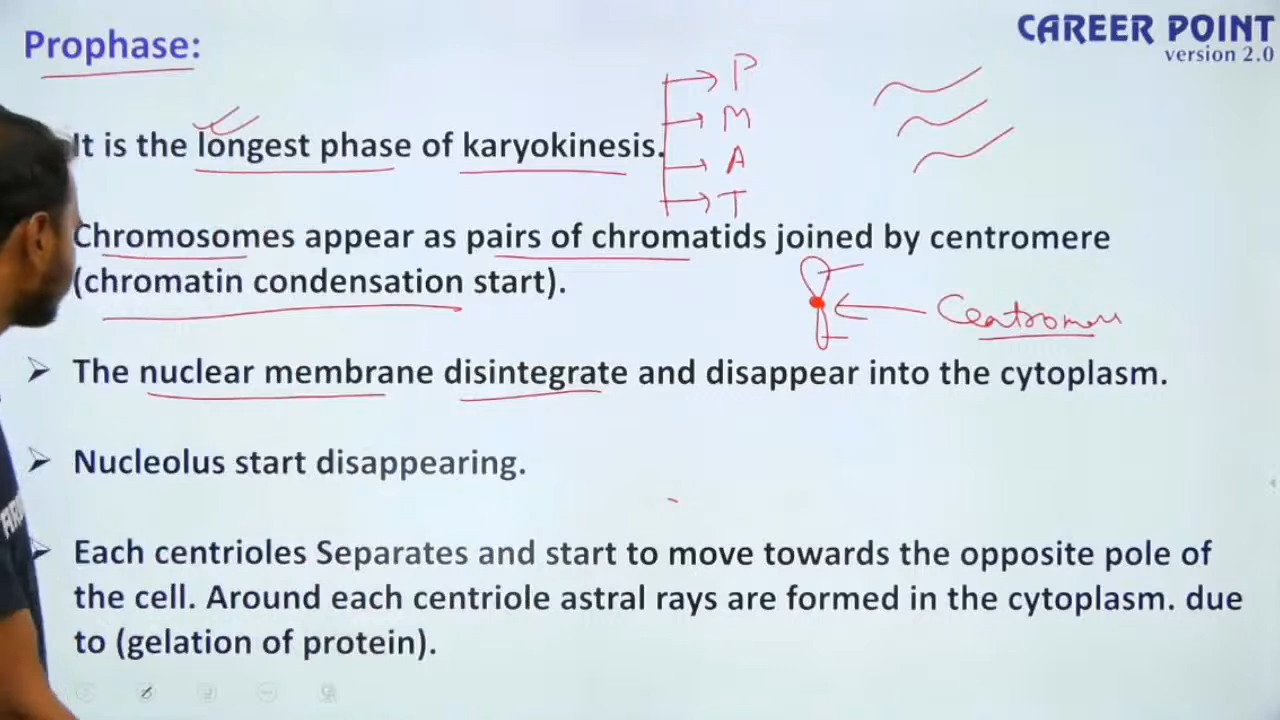 Prophase:
CAREER POINT
version 2.0
It is the longest phase of karyokinesis.
P
M
A
T
Chromosomes appear as pairs of chromatids joined by centromere
(chromatin condensation start).
Centromere
The nuclear membrane disintegrate and disappear into the cytoplasm.
Nucleolus start disappearing.
Each centrioles Separates and start to move towards the opposite pole of
the cell. Around each centriole astral rays are formed in the cytoplasm. due
to (gelation of protein).